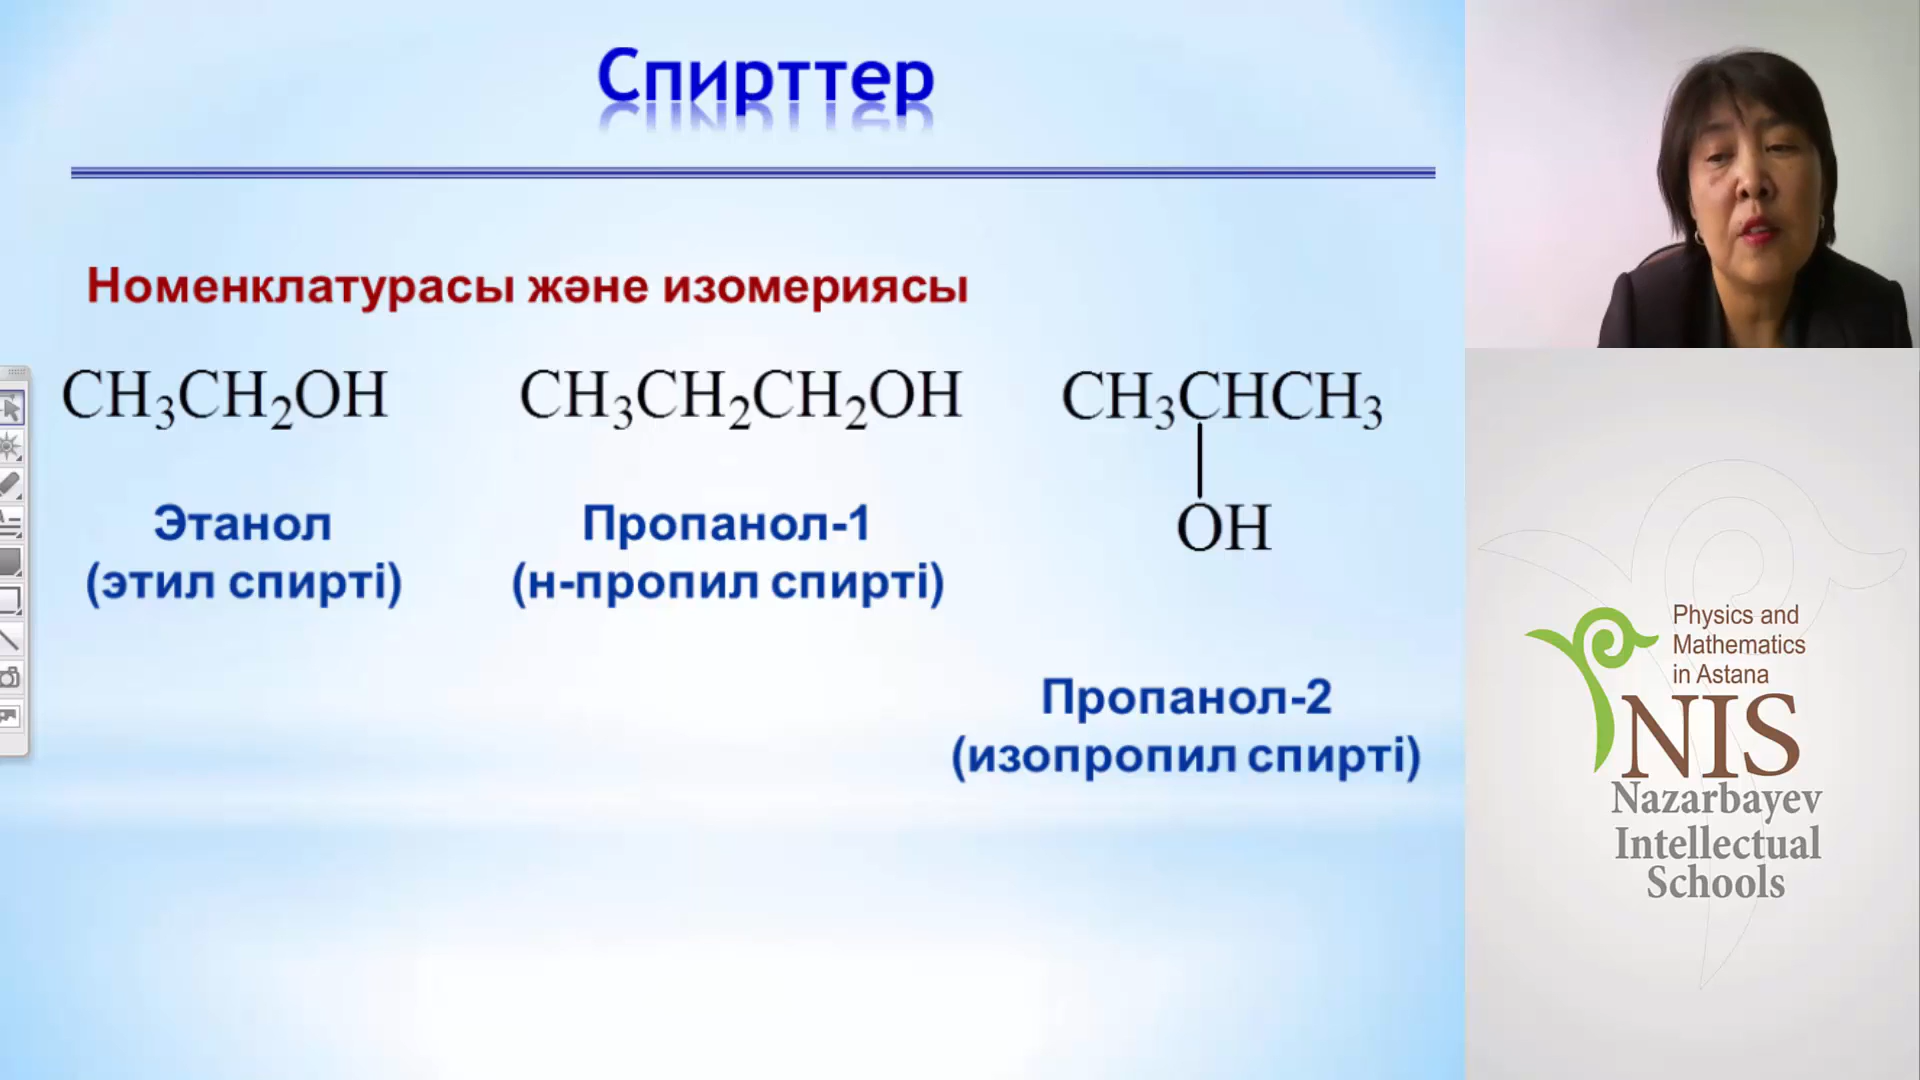 Спирттер
Номенклатурасы және изомериясы
CH₃CH₂OH
CH₃CH₂CH₂OH
CH₃CHCH₃
OH
Этанол
(этил спирті)
Пропанол-1
(н-пропил спирті)
Пропанол-2
(изопропил спирті)
Physics and
Mathematics
in Astana
NIS
Nazarbayev
Intellectual
Schools